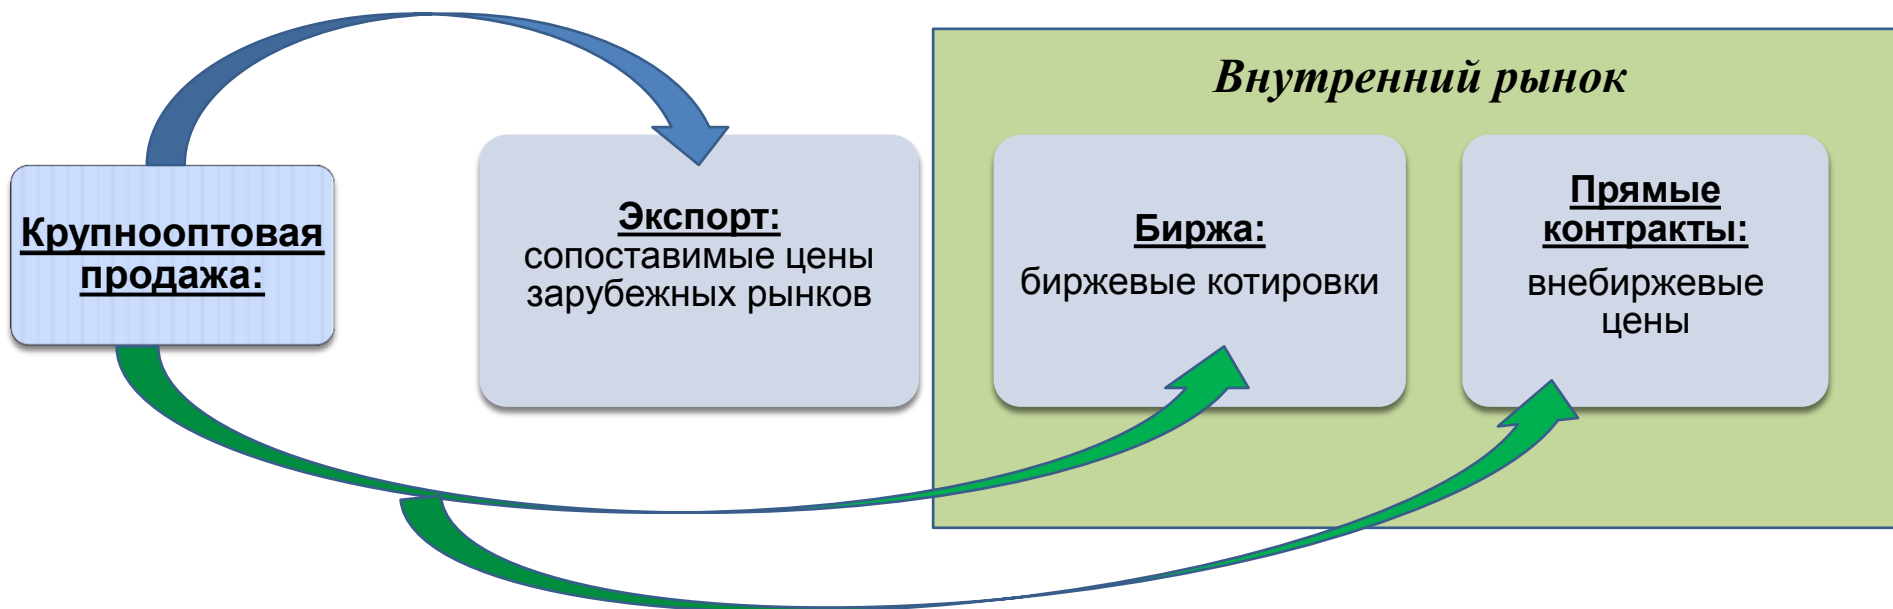 Внутренний рынок
Крупнооптовая
продажа:
Экспорт:
сопоставимые цены
зарубежных рынков
Биржа:
биржевые котировки
Прямые
контракты:
внебиржевые
цены